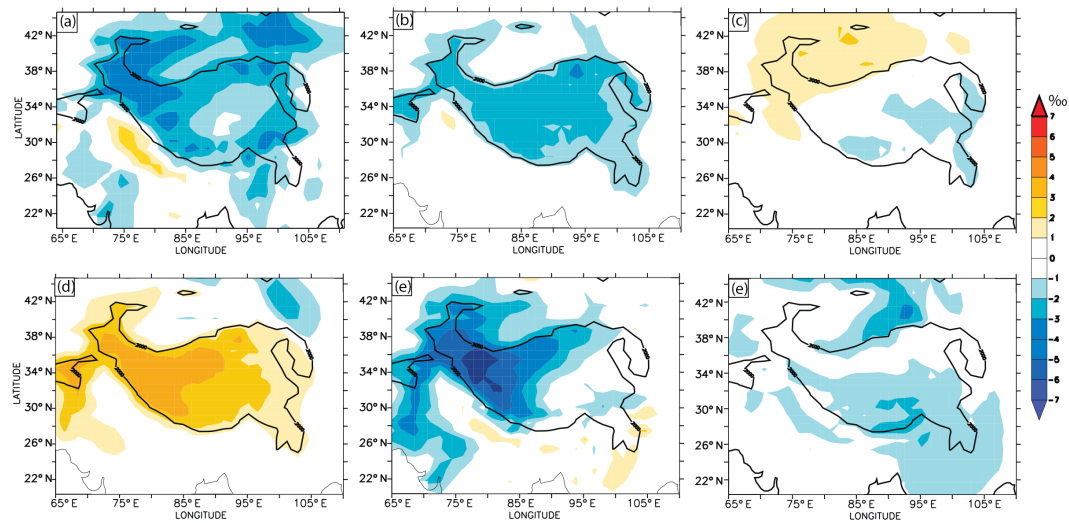 (a) (b) (c)
42°N 42°N 42°N
38°N 38°N 38°N
34°N 34°N 34°N
30°N 30°N 30°N
26°N 26°N 26°N
22°N 22°N 22°N
LATITUDE
65°E 75°E 85°E 95°E 105°E 65°E 75°E 85°E 95°E 105°E 65°E 75°E 85°E 95°E 105°E
LONGITUDE LONGITUDE LONGITUDE
‰
7
6
5
4
3
2
1
0
-1
-2
-3
-4
-5
-6
-7
(d) (e) (e)
42°N 42°N 42°N
38°N 38°N 38°N
34°N 34°N 34°N
30°N 30°N 30°N
26°N 26°N 26°N
22°N 22°N 22°N
LATITUDE
65°E 75°E 85°E 95°E 105°E 65°E 75°E 85°E 95°E 105°E 65°E 75°E 85°E 95°E 105°E
LONGITUDE LONGITUDE LONGITUDE